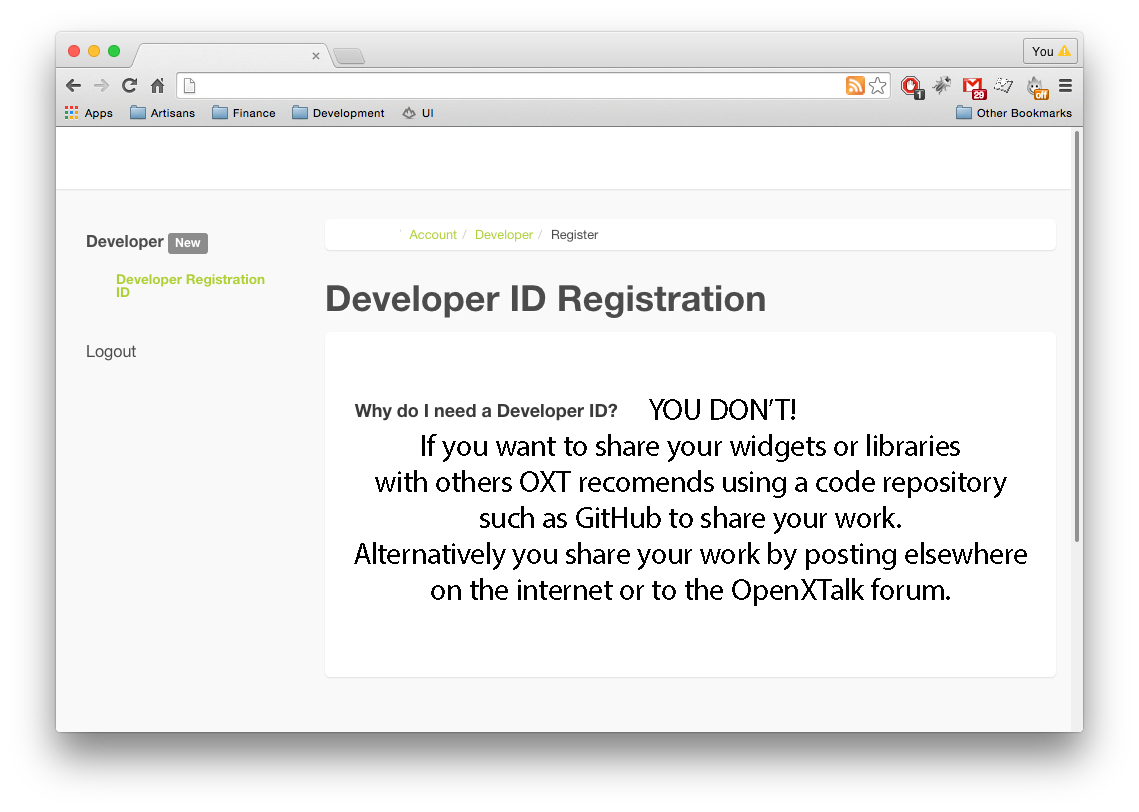 You
1
29
off
Apps
Artisans
Finance
Development
UI
Other Bookmarks
Developer New
Developer Registration
ID
Logout
Account / Developer / Register
Developer ID Registration
Why do I need a Developer ID? YOU DON'T!
If you want to share your widgets or libraries
with others OXT recomends using a code repository
such as GitHub to share your work.
Alternatively you share your work by posting elsewhere
on the internet or to the OpenXTalk forum.